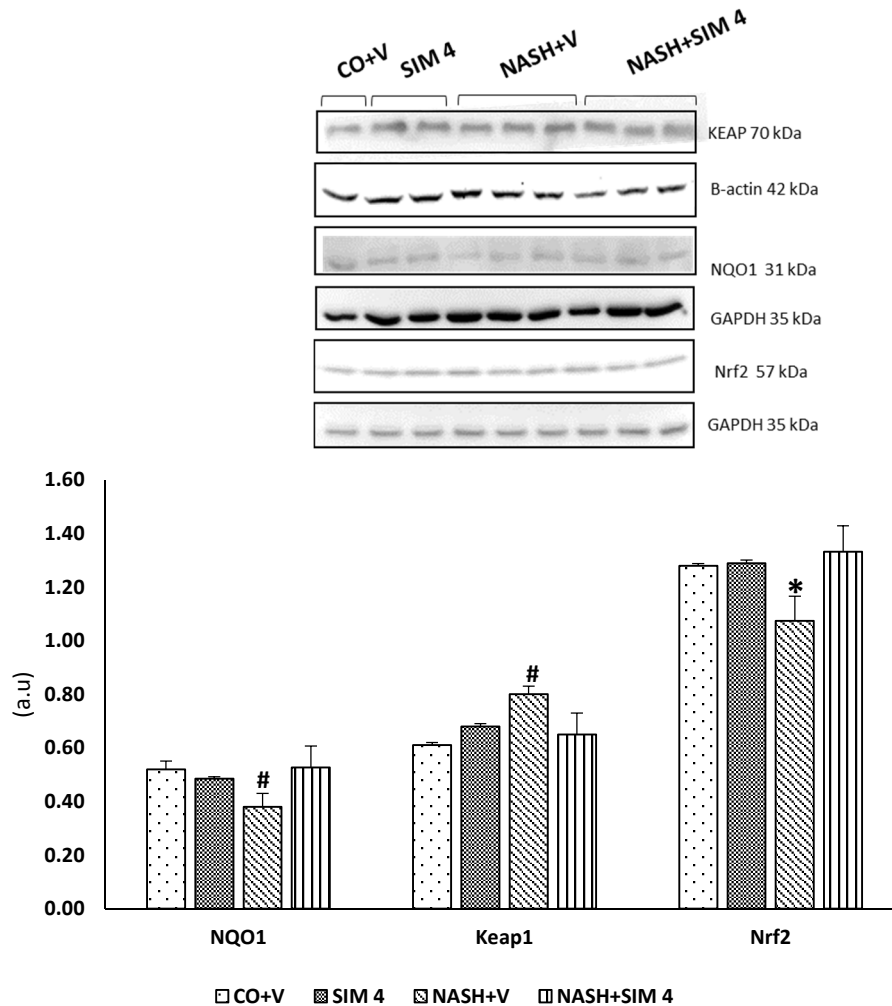 CO+V SIM 4 NASH+V NASH+SIM 4
KEAP 70 kDa
B-actin 42 kDa
NQO1 31 kDa
GAPDH 35 kDa
Nrf2 57 kDa
GAPDH 35 kDa
1.60
1.40
1.20
1.00
0.80
0.60
0.40
0.20
0.00
(a.u)
#
#
*
NQO1 Keap1 Nrf2
CO+V SIM 4 NASH+V NASH+SIM 4